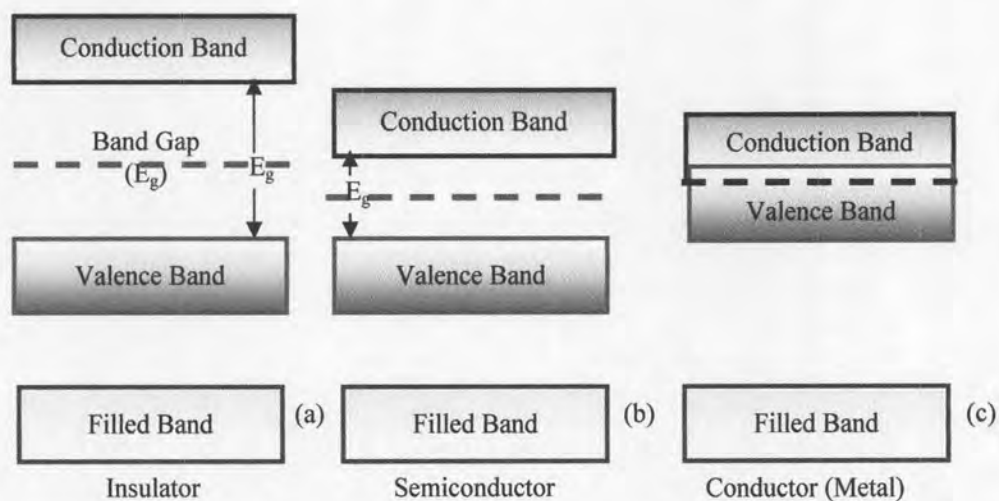 Conduction Band
Band Gap
(Eg)
Eg
Valence Band
Filled Band
(a)
Insulator
Conduction Band
Eg
Valence Band
Filled Band
(b)
Semiconductor
Conduction Band
Valence Band
Filled Band
(c)
Conductor (Metal)